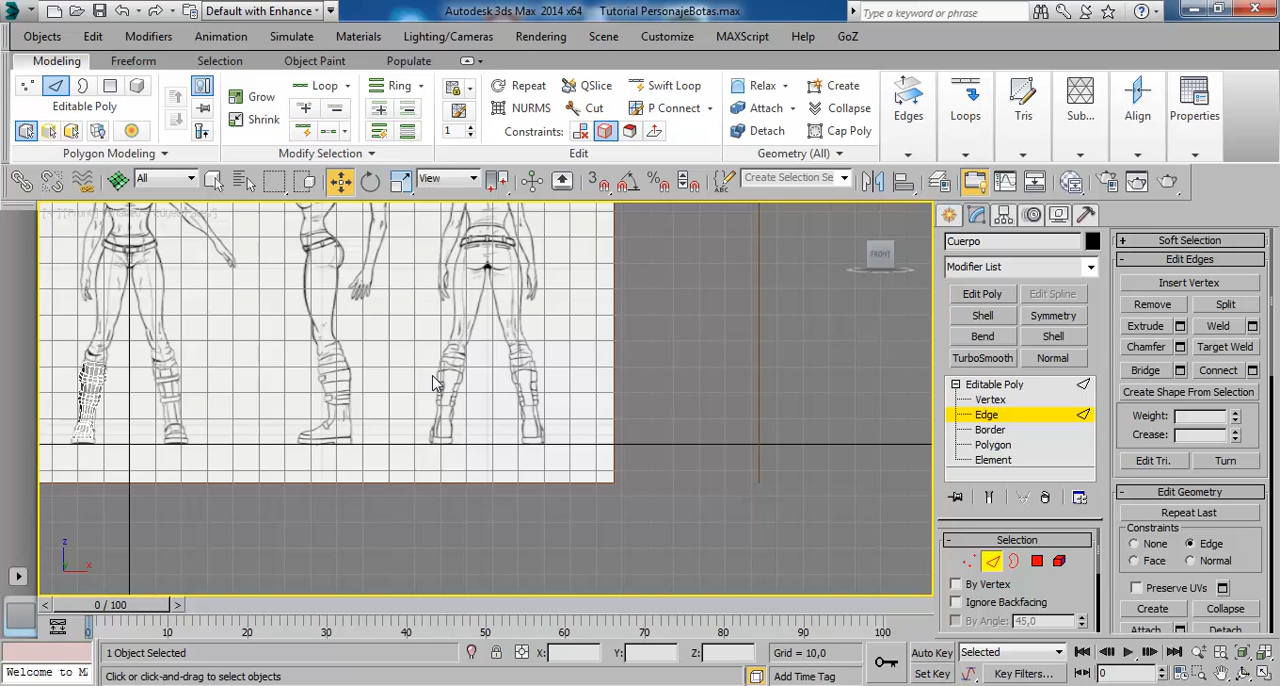 Default with Enhance
Autodesk 3ds Max 2014 x64 Tutorial PersonajeBotas.max
Type a keyword or phrase
Objects Edit Modifiers Animation Simulate Materials Lighting/Cameras Rendering Scene Customize MAXScript Help GoZ
Modeling Freeform Selection Object Paint Populate
Loop Ring Repeat QSlice Swift Loop Relax Create
Editable Poly Grow NURMS Cut P Connect Attach Collapse Edges Loops Tris Sub... Align Properties
Shrink 1 Constraints: Detach Cap Poly
Polygon Modeling Modify Selection Edit Geometry (All)
All View Create Selection Se
FRONT
Cuerpo
Modifier List
Edit Poly Edit Spline
Shell Symmetry
Bend Shell
TurboSmooth Normal
Editable Poly
Vertex
Edge
Border
Polygon
Element
Selection
By Vertex
Ignore Backfacing
By Angle: 45,0
Soft Selection
Edit Edges
Insert Vertex
Remove Split
Extrude Weld
Chamfer Target Weld
Bridge Connect
Create Shape From Selection
Weight:
Crease:
Edit Tri. Turn
Edit Geometry
Repeat Last
Constraints
None Edge
Face Normal
Preserve UVs
Create Collapse
Attach Detach
z
x
0 / 100
0 10 20 30 40 50 60 70 80 90 100
1 Object Selected X: Y: Z: Grid = 10,0 Auto Key Selected
Welcome to M Click or click-and-drag to select objects Add Time Tag Set Key Key Filters... 0